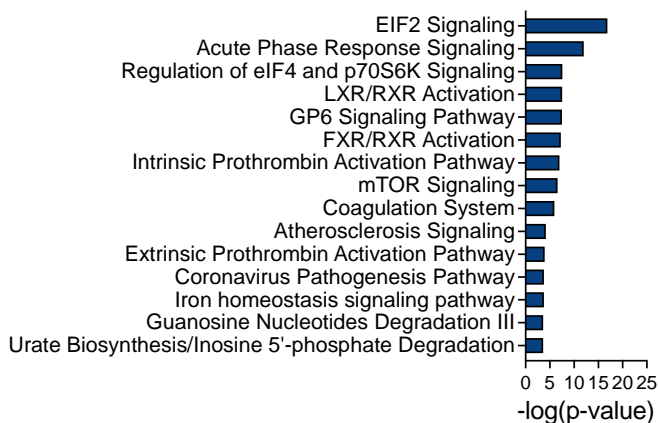 EIF2 Signaling
Acute Phase Response Signaling
Regulation of eIF4 and p70S6K Signaling
LXR/RXR Activation
GP6 Signaling Pathway
FXR/RXR Activation
Intrinsic Prothrombin Activation Pathway
mTOR Signaling
Coagulation System
Atherosclerosis Signaling
Extrinsic Prothrombin Activation Pathway
Coronavirus Pathogenesis Pathway
Iron homeostasis signaling pathway
Guanosine Nucleotides Degradation III
Urate Biosynthesis/Inosine 5'-phosphate Degradation
0 5 10 15 20 25
-log(p-value)